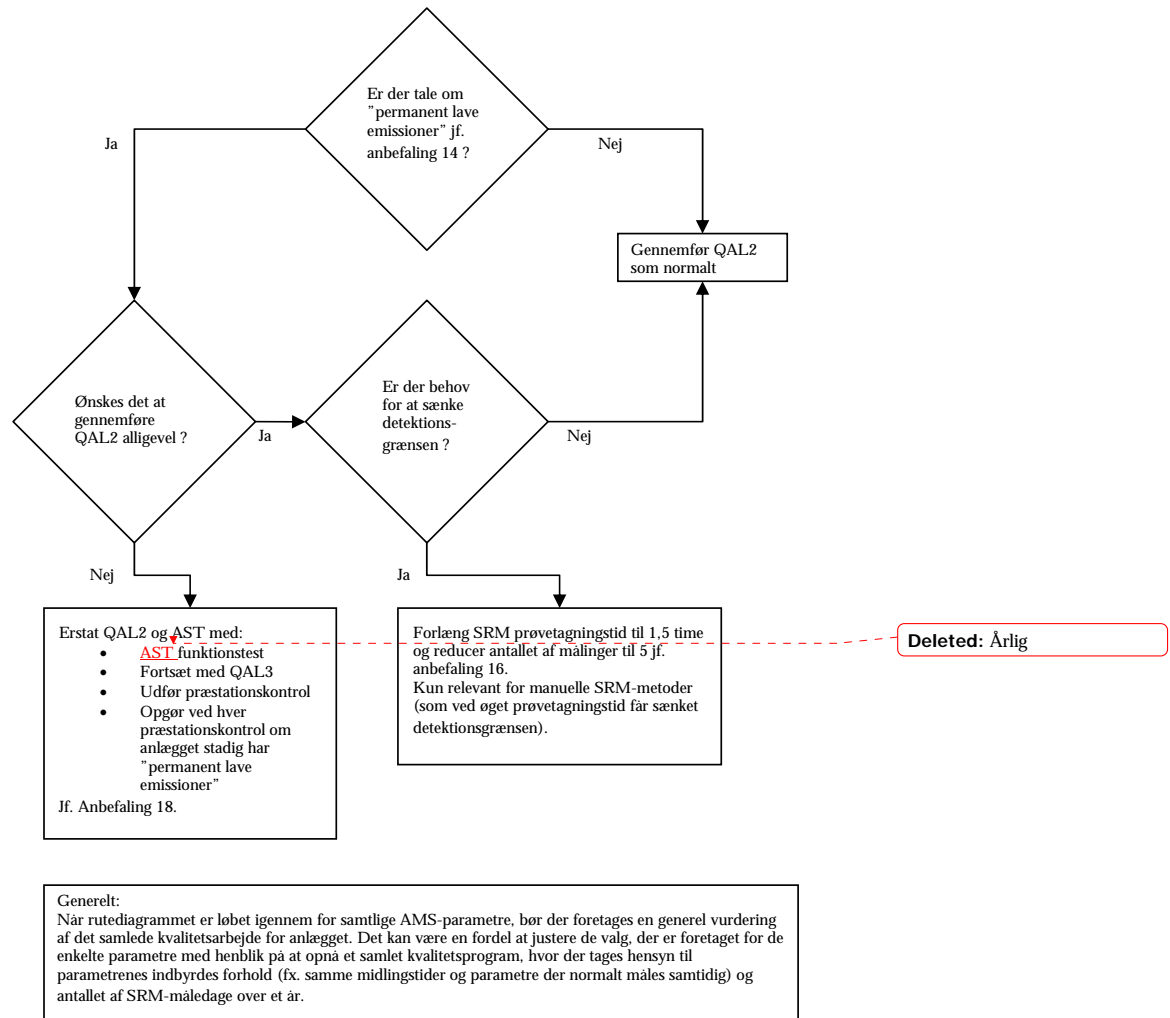 Er der tale om
”permanent lave
emissioner” jf.
anbefaling 14 ?
Ja
Nej
Gennemfør QAL2
som normalt
Ønskes det at
gennemføre
QAL2 alligevel ?
Ja
Er der behov
for at sænke
detektions-
grænsen ?
Nej
Nej
Ja
Erstat QAL2 og AST med:
• AST funktionstest
• Fortsæt med QAL3
• Udfør præstationskontrol
• Opgør ved hver
præstationskontrol om
anlægget stadig har
”permanent lave
emissioner”
Jf. Anbefaling 18.
Forlæng SRM prøvetagningstid til 1,5 time
og reducer antallet af målinger til 5 jf.
anbefaling 16.
Kun relevant for manuelle SRM-metoder
(som ved øget prøvetagningstid får sænket
detektionsgrænsen).
Deleted: Årlig
Generelt:
Når rutediagrammet er løbet igennem for samtlige AMS-parametre, bør der foretages en generel vurdering
af det samlede kvalitetsarbejde for anlægget. Det kan være en fordel at justere de valg, der er foretaget for de
enkelte parametre med henblik på at opnå et samlet kvalitetsprogram, hvor der tages hensyn til
parametrenes indbyrdes forhold (fx. samme midlingstider og parametre der normalt måles samtidig) og
antallet af SRM-måledage over et år.